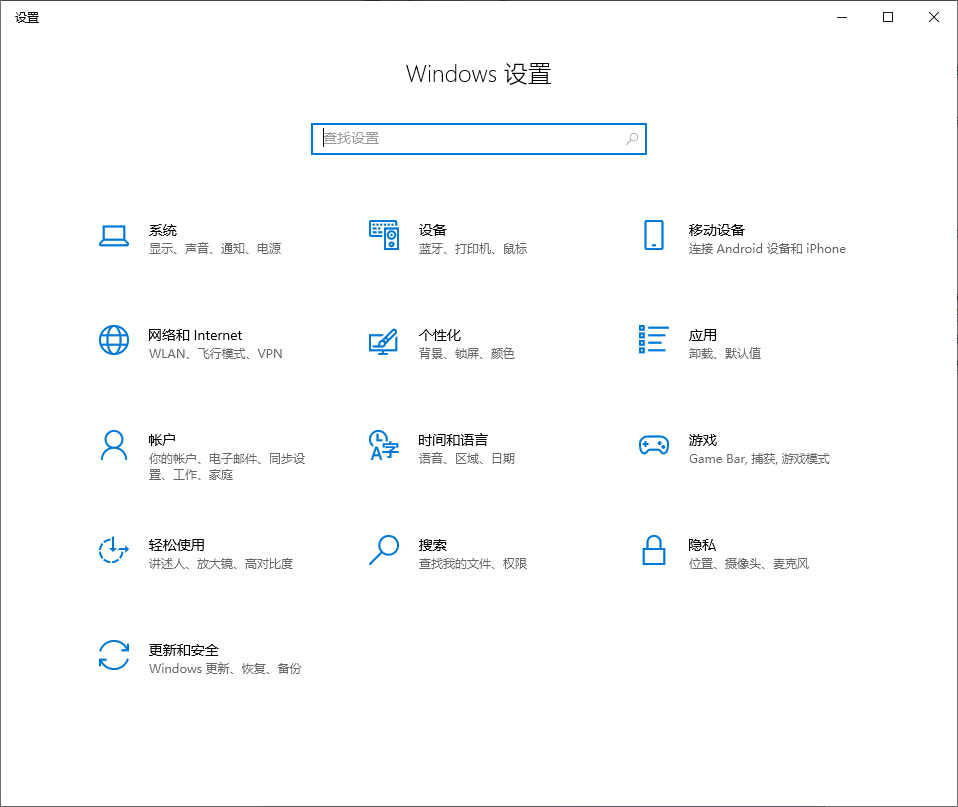 设置
Windows 设置
查找设置
系统
显示、声音、通知、电源
设备
蓝牙、打印机、鼠标
移动设备
连接 Android 设备和 iPhone
网络和 Internet
WLAN、飞行模式、VPN
个性化
背景、锁屏、颜色
应用
卸载、默认值
帐户
你的帐户、电子邮件、同步设
置、工作、家庭
时间和语言
语音、区域、日期
游戏
Game Bar, 捕获, 游戏模式
轻松使用
讲述人、放大镜、高对比度
搜索
查找我的文件、权限
隐私
位置、摄像头、麦克风
更新和安全
Windows 更新、恢复、备份